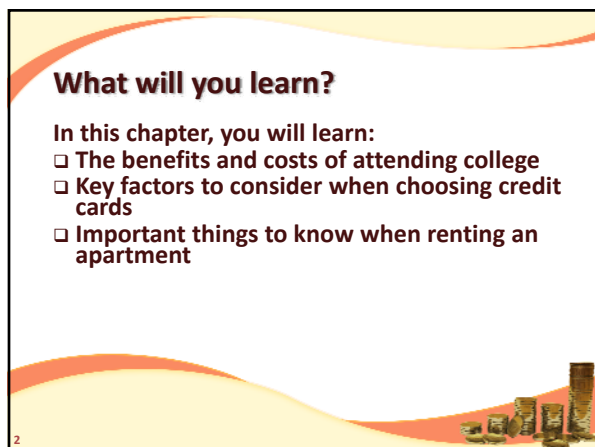 What will you learn?
In this chapter, you will learn:
❑ The benefits and costs of attending college
❑ Key factors to consider when choosing credit
cards
❑ Important things to know when renting an
apartment
2